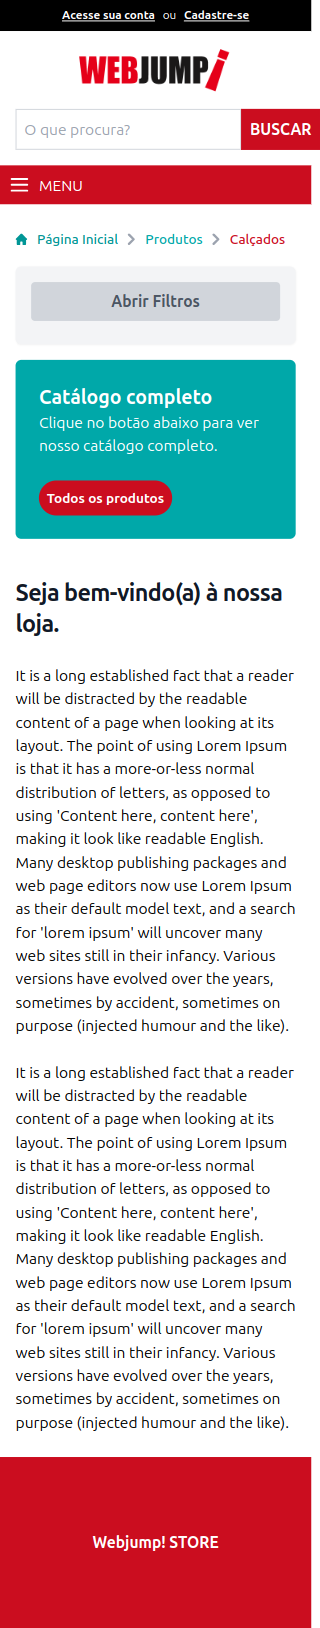 Acesse sua conta ou Cadastre-se
WEBJUMP!
O que procura? BUSCAR
MENU
Página Inicial Produtos Calçados
Abrir Filtros
Catálogo completo
Clique no botão abaixo para ver
nosso catálogo completo.
Todos os produtos
Seja bem-vindo(a) à nossa
loja.
It is a long established fact that a reader
will be distracted by the readable
content of a page when looking at its
layout. The point of using Lorem Ipsum
is that it has a more-or-less normal
distribution of letters, as opposed to
using 'Content here, content here',
making it look like readable English.
Many desktop publishing packages and
web page editors now use Lorem Ipsum
as their default model text, and a search
for 'lorem ipsum' will uncover many
web sites still in their infancy. Various
versions have evolved over the years,
sometimes by accident, sometimes on
purpose (injected humour and the like).
It is a long established fact that a reader
will be distracted by the readable
content of a page when looking at its
layout. The point of using Lorem Ipsum
is that it has a more-or-less normal
distribution of letters, as opposed to
using 'Content here, content here',
making it look like readable English.
Many desktop publishing packages and
web page editors now use Lorem Ipsum
as their default model text, and a search
for 'lorem ipsum' will uncover many
web sites still in their infancy. Various
versions have evolved over the years,
sometimes by accident, sometimes on
purpose (injected humour and the like).
Webjump! STORE